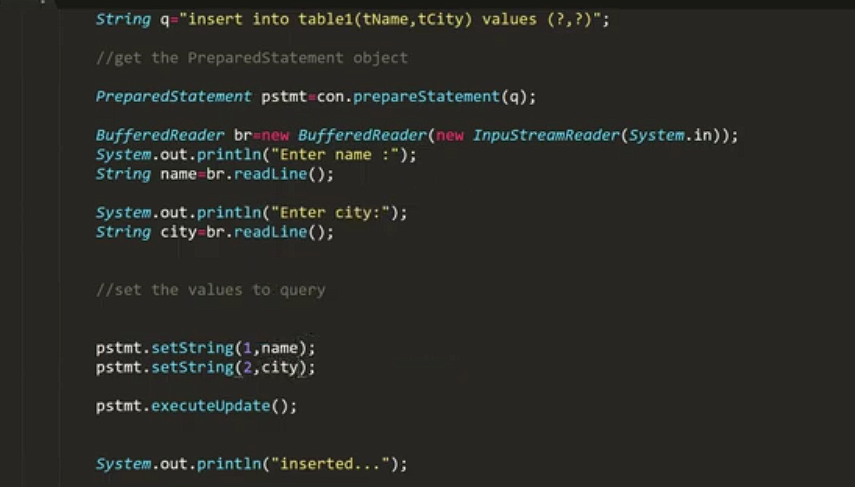 String q="insert into table1(tName,tCity) values (?,?)";
//get the PreparedStatement object
PreparedStatement pstmt=con.prepareStatement(q);
BufferedReader br=new BufferedReader(new InpuStreamReader(System.in));
System.out.println("Enter name :");
String name=br.readLine();
System.out.println("Enter city:");
String city=br.readLine();
//set the values to query
pstmt.setString(1,name);
pstmt.setString(2,city);
pstmt.executeUpdate();
System.out.println("inserted...");